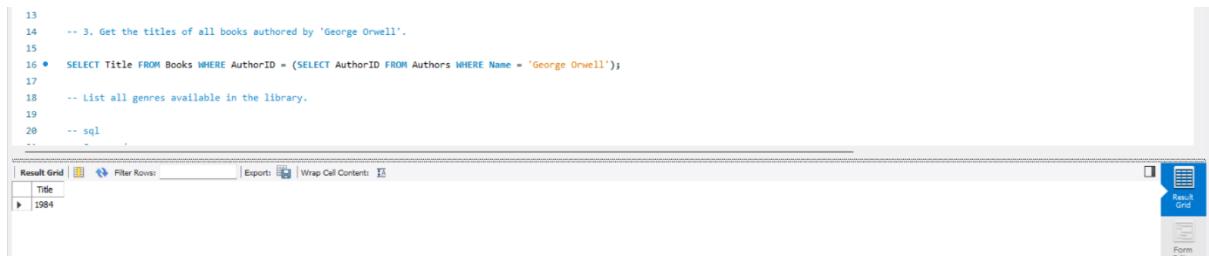 13
14 -- 3. Get the titles of all books authored by 'George Orwell'.
15
16 SELECT Title FROM Books WHERE AuthorID = (SELECT AuthorID FROM Authors WHERE Name = 'George Orwell');
17
18 -- List all genres available in the library.
19
20 -- sql
Result Grid Filter Rows: Export: Wrap Cell Content:
Title
1984
Result
Grid
Form